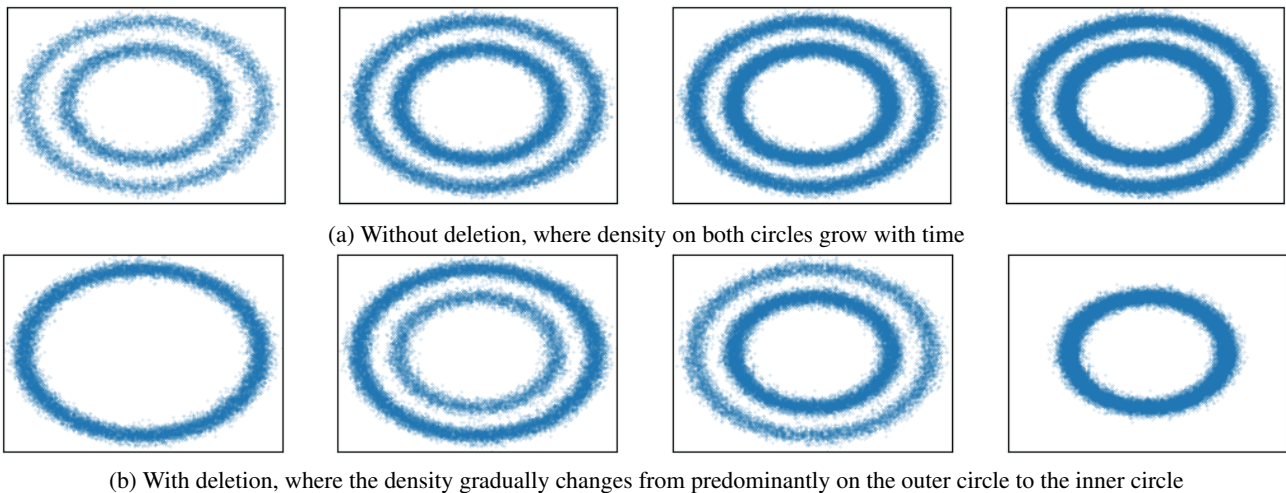 (a) Without deletion, where density on both circles grow with time
(b) With deletion, where the density gradually changes from predominantly on the outer circle to the inner circle